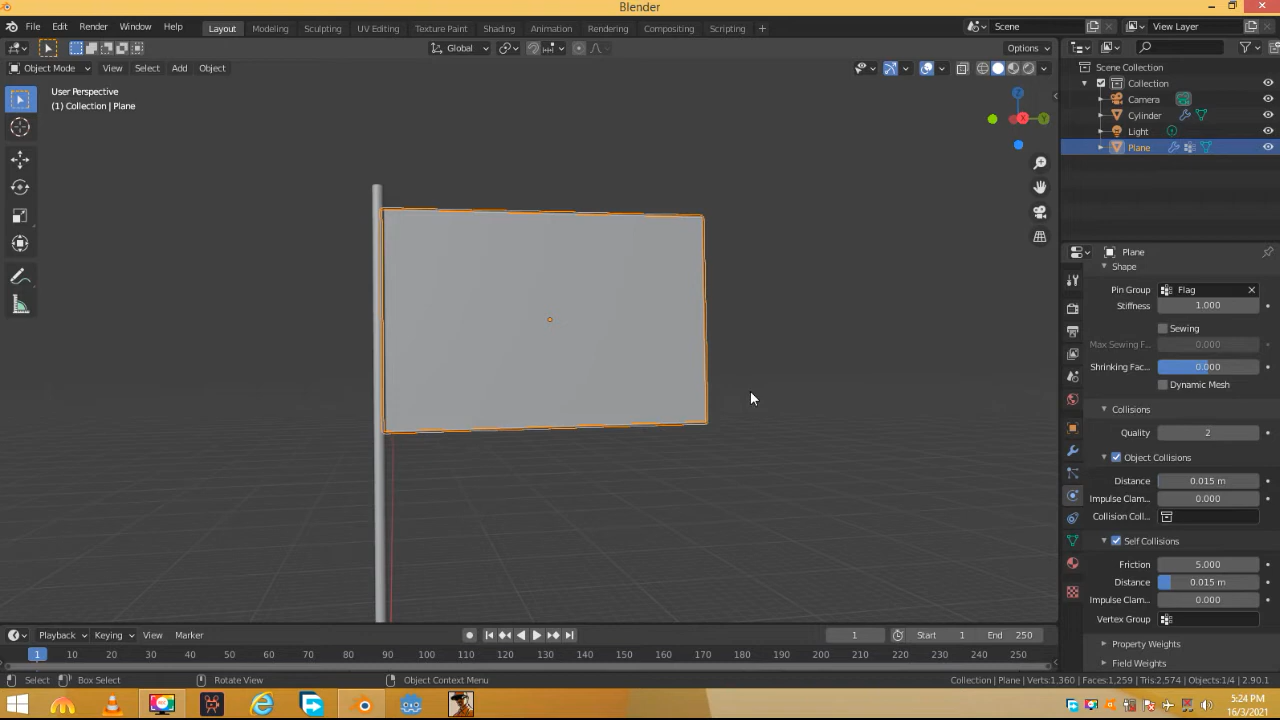 Blender
File Edit Render Window Help Layout Modeling Sculpting UV Editing Texture Paint Shading Animation Rendering Compositing Scripting + Scene View Layer
Global Options
Object Mode View Select Add Object
User Perspective
(1) Collection | Plane
Scene Collection
Collection
Camera
Cylinder
Light
Plane
Plane
Shape
Pin Group Flag
Stiffness 1.000
Sewing
Max Sewing F... 0.000
Shrinking Fac... 0.000
Dynamic Mesh
Collisions
Quality 2
Object Collisions
Distance 0.015 m
Impulse Clam... 0.000
Collision Coll...
Self Collisions
Friction 5.000
Distance 0.015 m
Impulse Clam... 0.000
Vertex Group
Property Weights
Field Weights
Playback Keying View Marker 1 Start 1 End 250
1 10 20 30 40 50 60 70 80 90 100 110 120 130 140 150 160 170 180 190 200 210 220 230 240 250
Select Box Select Rotate View Object Context Menu Collection | Plane | Verts:1,360 | Faces:1,259 | Tris:2,574 | Objects:1/4 | 2.90.1
5:24 PM
16/3/2021